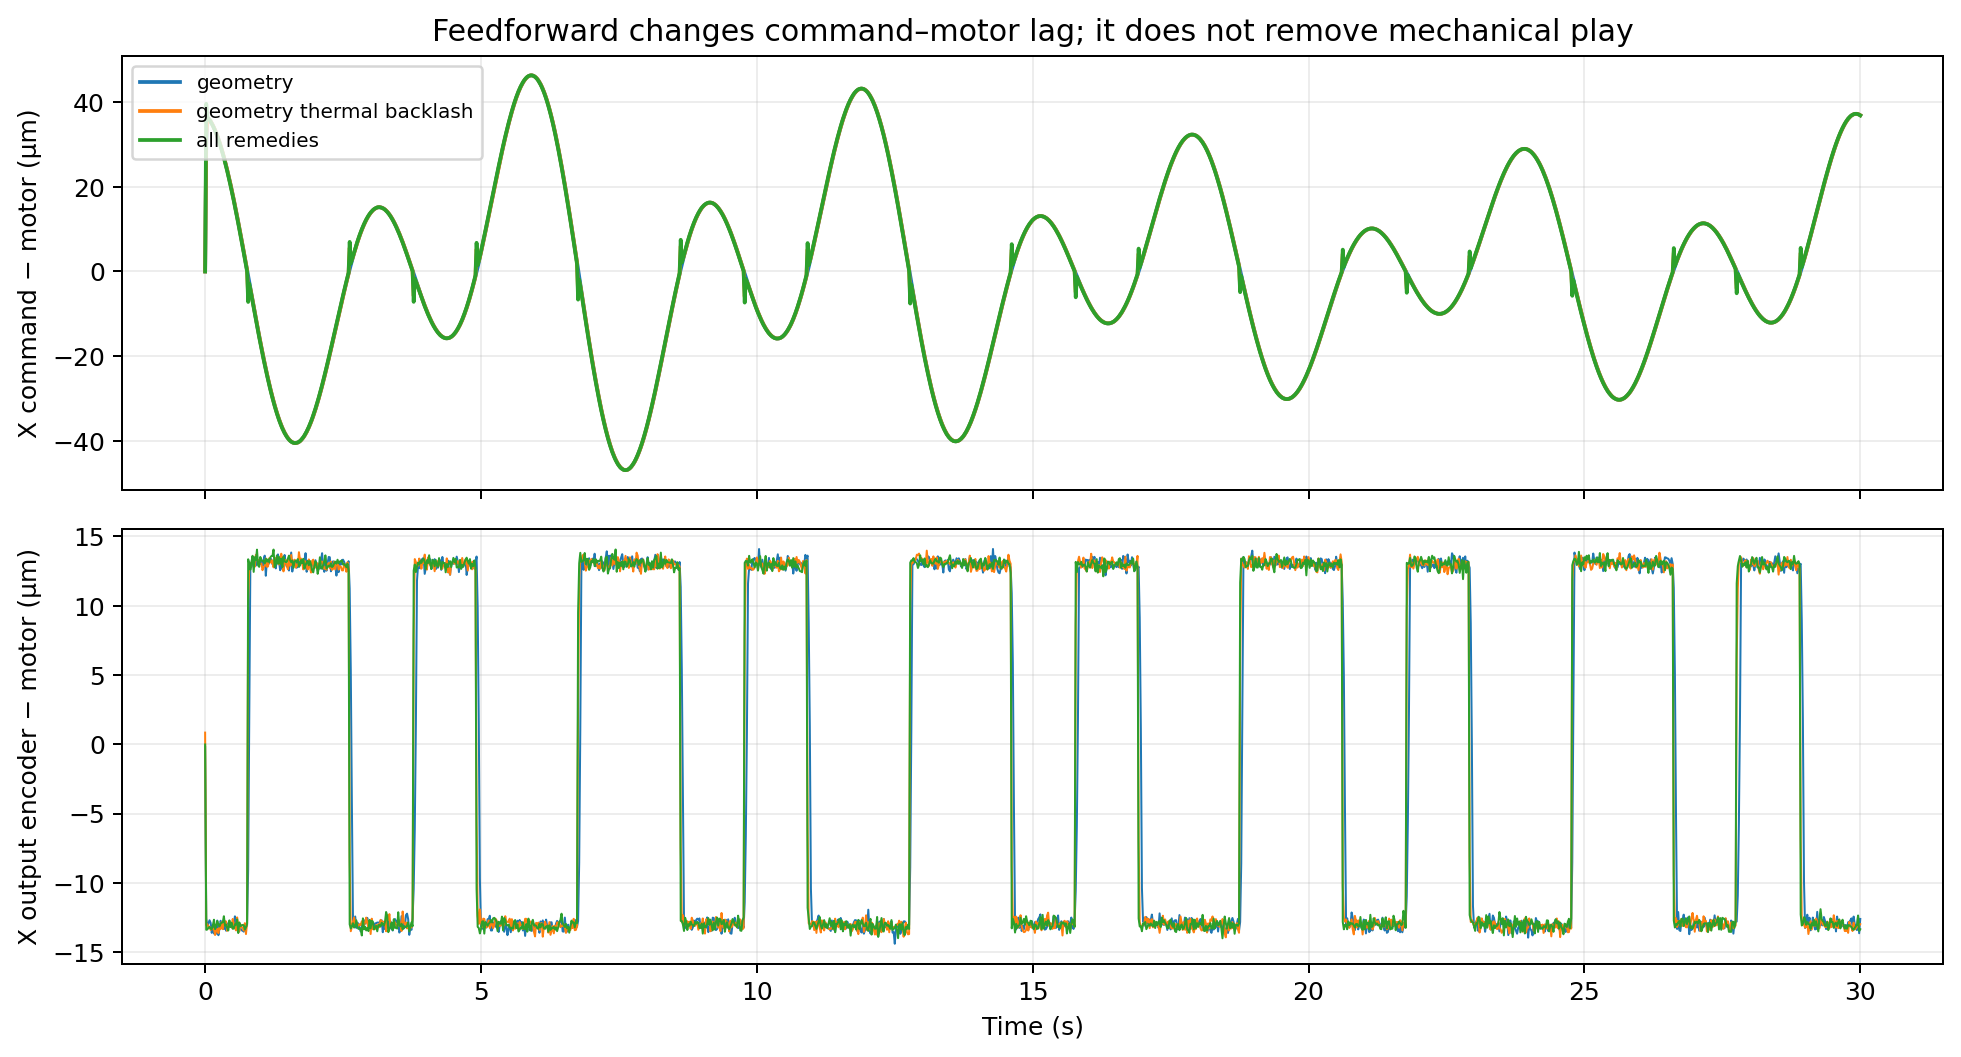 Feedforward changes command–motor lag; it does not remove mechanical play
geometry
geometry thermal backlash
all remedies
X command − motor (μm)
40
20
0
−20
−40
X output encoder − motor (μm)
15
10
5
0
−5
−10
−15
0
5
10
15
20
25
30
Time (s)